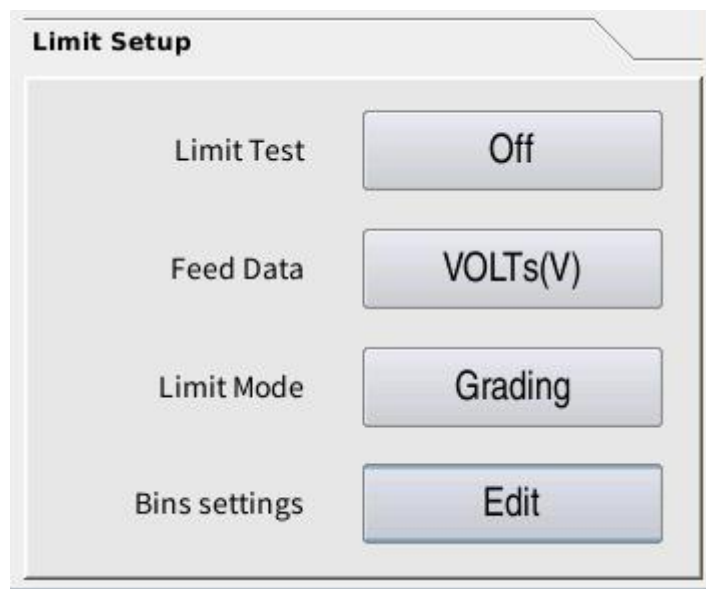 Limit Setup
Limit Test Off
Feed Data VOLTs(V)
Limit Mode Grading
Bins settings Edit